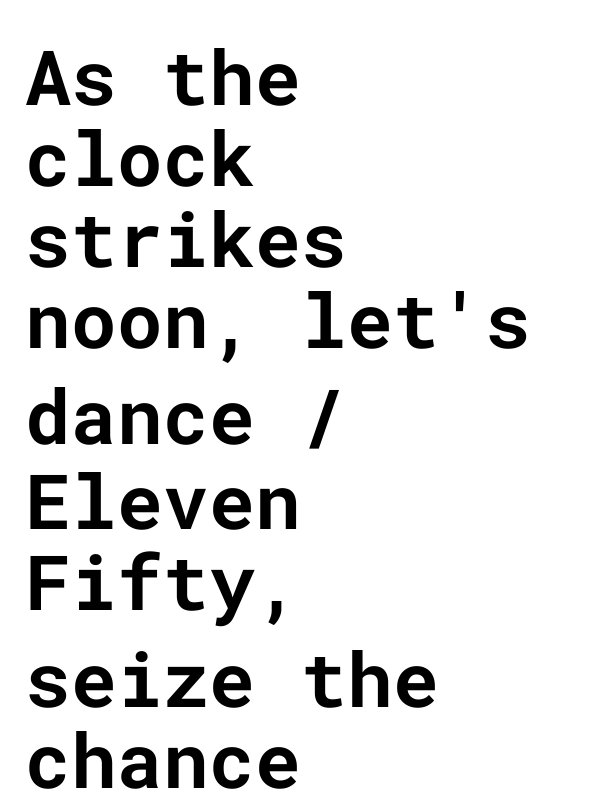 As the
clock
strikes
noon, let's
dance /
Eleven
Fifty,
seize the
chance